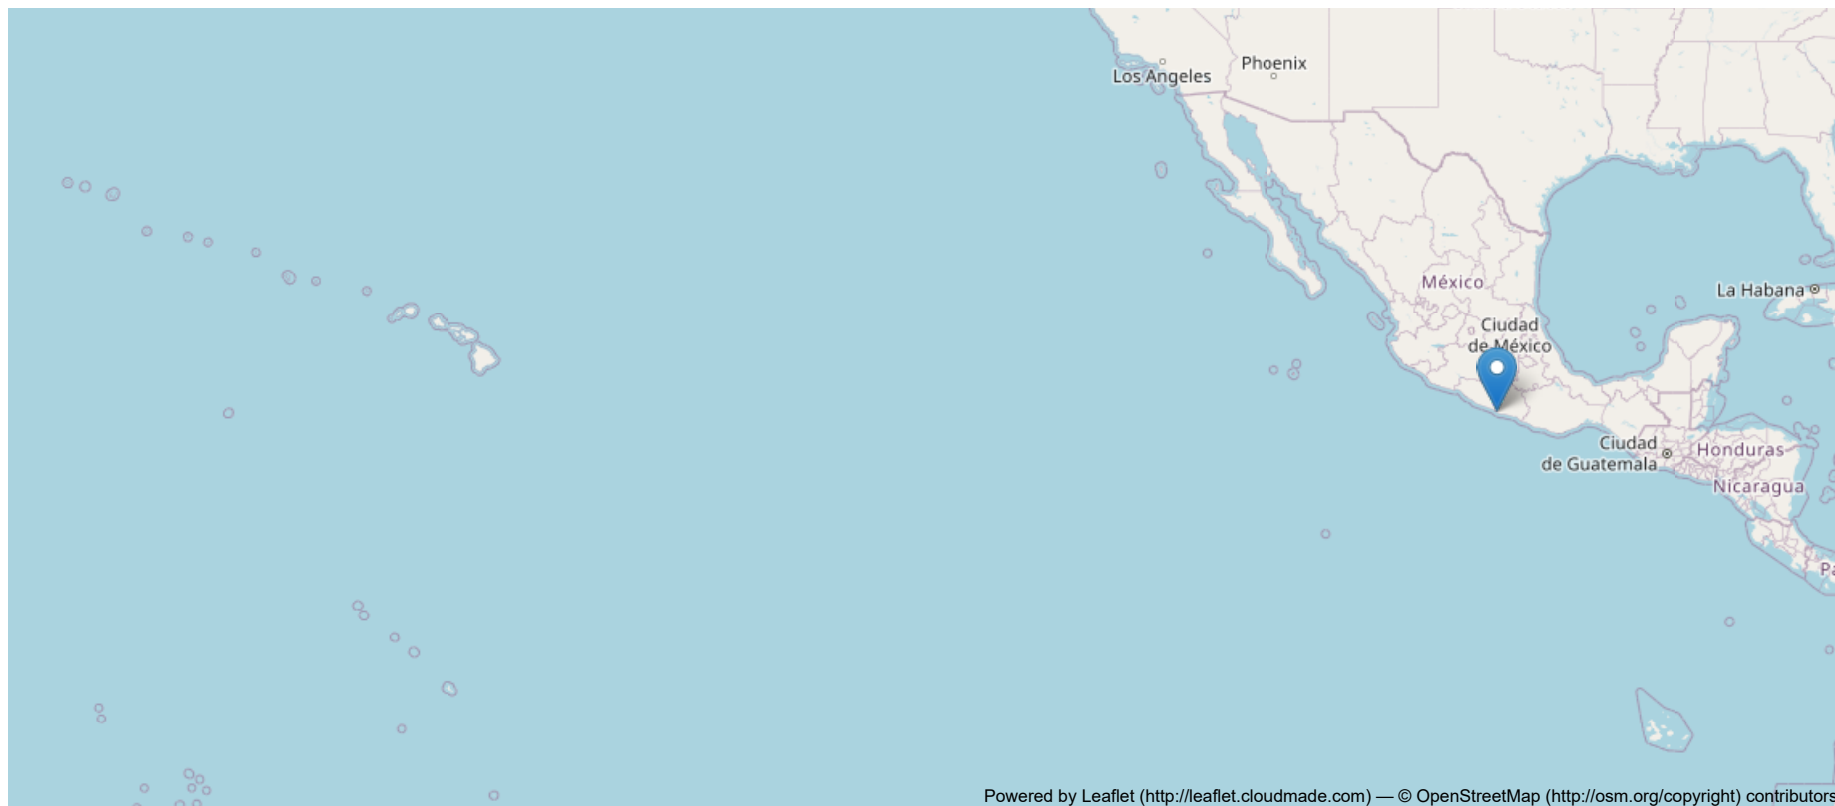 Phoenix
Los Angeles
México
La Habana
Ciudad
de México
Ciudad
de Guatemala
Honduras
Nicaragua
Powered by Leaflet (http://leaflet.cloudmade.com) — © OpenStreetMap (http://osm.org/copyright) contributors